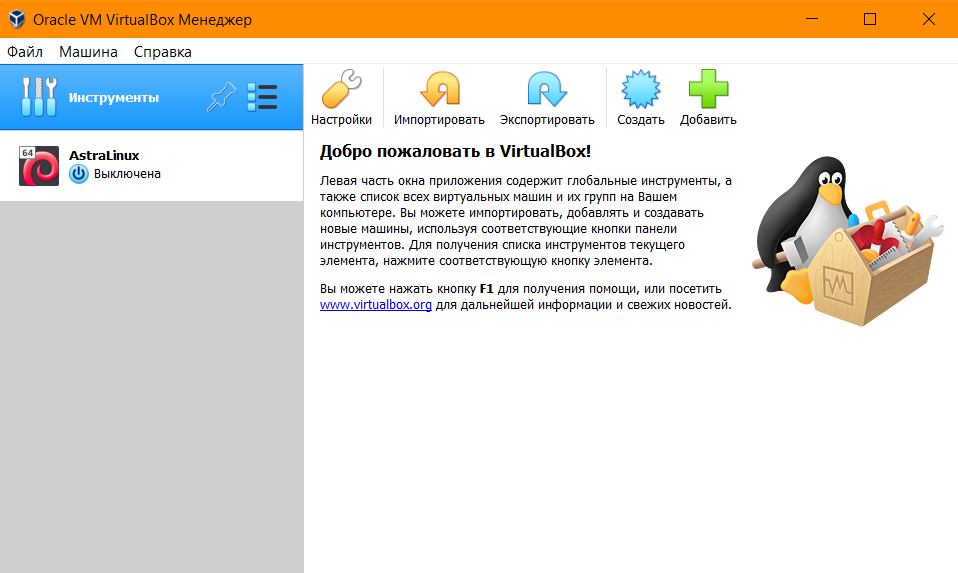 Oracle VM VirtualBox Менеджер
Файл Машина Справка
Инструменты
Настройки Импортировать Экспортировать Создать Добавить
64
AstraLinux
Выключена
Добро пожаловать в VirtualBox!
Левая часть окна приложения содержит глобальные инструменты, а
также список всех виртуальных машин и их групп на Вашем
компьютере. Вы можете импортировать, добавлять и создавать
новые машины, используя соответствующие кнопки панели
инструментов. Для получения списка инструментов текущего
элемента, нажмите соответствующую кнопку элемента.
Вы можете нажать кнопку F1 для получения помощи, или посетить
www.virtualbox.org для дальнейшей информации и свежих новостей.